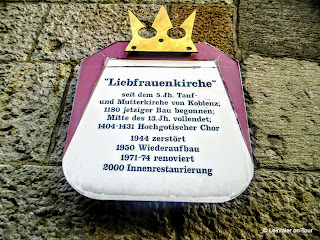 "Liebfrauenkirche"
seit dem 5.Jh. Tauf-
und Mutterkirche von Koblenz;
1180 jetziger Bau begonnen;
Mitte des 13.Jh. vollendet;
1404-1431 Hochgotischer Chor
1944 zerstört
1950 Wiederaufbau
1971-74 renoviert
2000 Innenrestaurierung
© Leintaler on Tour